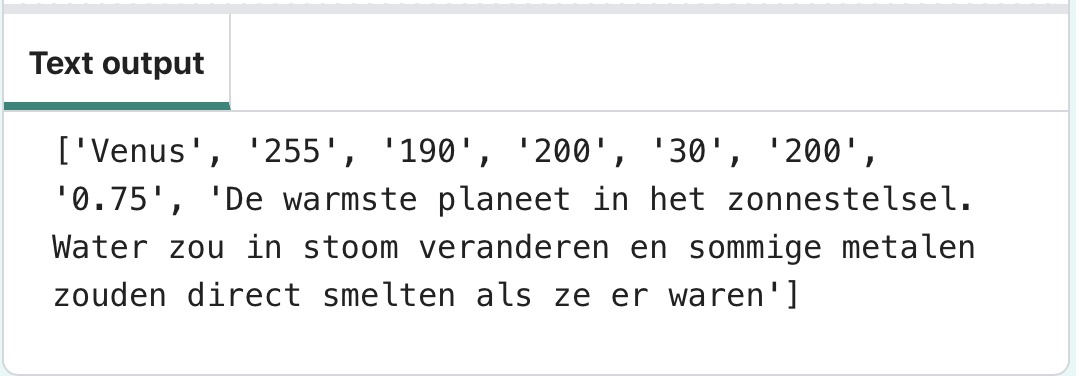 Text output
['Venus', '255', '190', '200', '30', '200',
'0.75', 'De warmste planeet in het zonnestelsel.
Water zou in stoom veranderen en sommige metalen
zouden direct smelten als ze er waren']